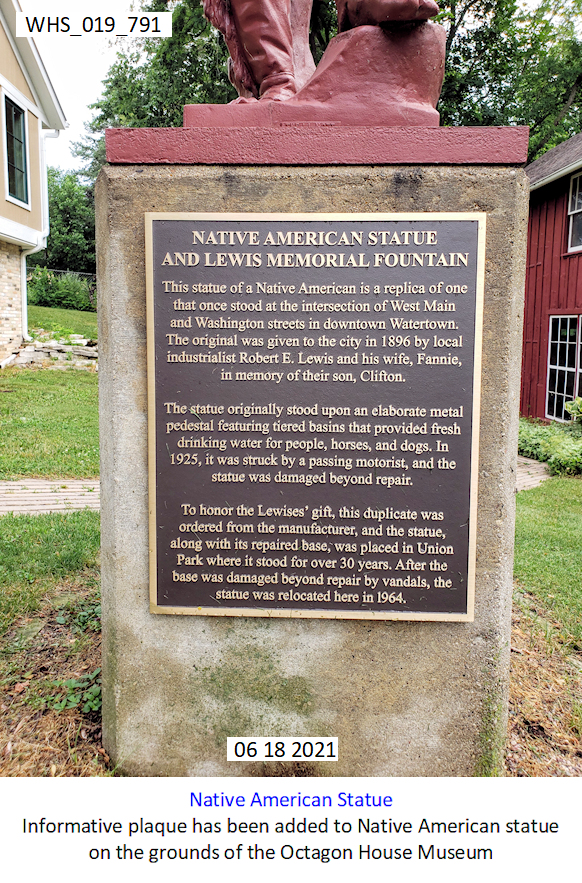 WHS_019_791
NATIVE AMERICAN STATUE
AND LEWIS MEMORIAL FOUNTAIN
This statue of a Native American is a replica of one
that once stood at the intersection of West Main
and Washington streets in downtown Watertown.
The original was given to the city in 1896 by local
industrialist Robert E. Lewis and his wife, Fannie,
in memory of their son, Clifton.
The statue originally stood upon an elaborate metal
pedestal featuring tiered basins that provided fresh
drinking water for people, horses, and dogs. In
1925, it was struck by a passing motorist, and the
statue was damaged beyond repair.
To honor the Lewises' gift, this duplicate was
ordered from the manufacturer, and the statue,
along with its repaired base, was placed in Union
Park where it stood for over 30 years. After the
base was damaged beyond repair by vandals, the
statue was relocated here in 1964.
06 18 2021
Native American Statue
Informative plaque has been added to Native American statue
on the grounds of the Octagon House Museum